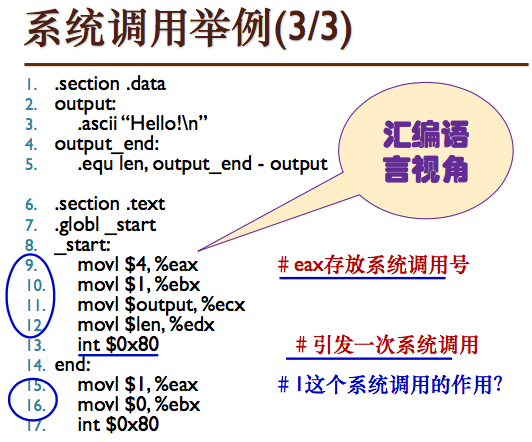 系统调用举例(3/3)
1. .section .data
2. output:
3. .ascii “Hello!\n”
4. output_end:
5. .equ len, output_end - output
汇编语
言视角
6. .section .text
7. .globl _start
8. _start:
9. movl $4, %eax # eax存放系统调用号
10. movl $1, %ebx
11. movl $output, %ecx
12. movl $len, %edx
13. int $0x80 # 引发一次系统调用
14. end:
15. movl $1, %eax # 1这个系统调用的作用?
16. movl $0, %ebx
17. int $0x80